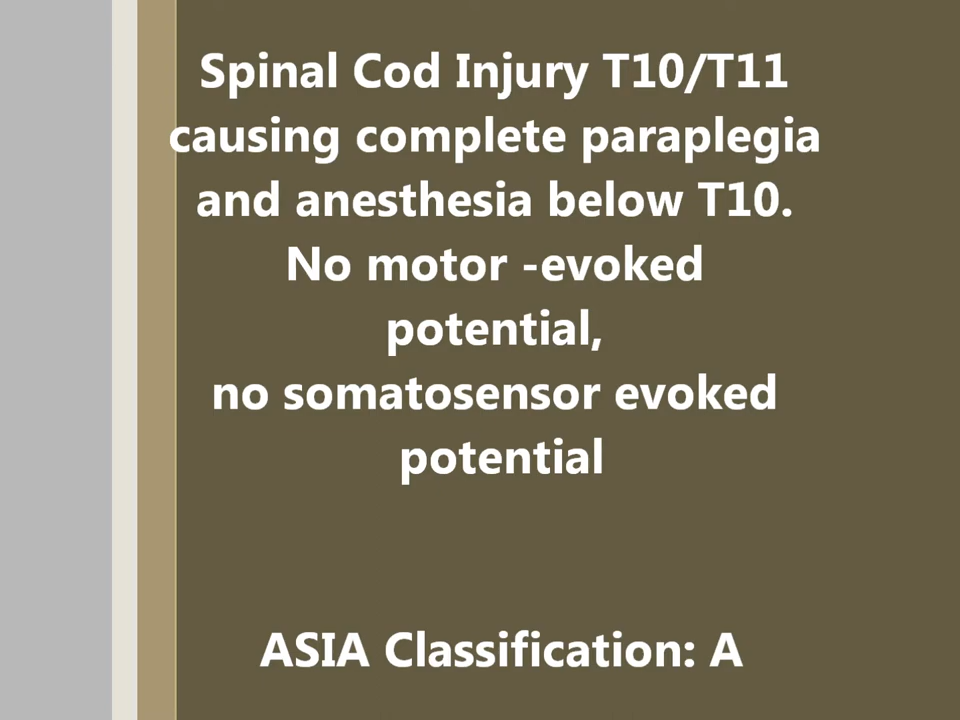 Spinal Cod Injury T10/T11
causing complete paraplegia
and anesthesia below T10.
No motor -evoked
potential,
no somatosensor evoked
potential
ASIA Classification: A